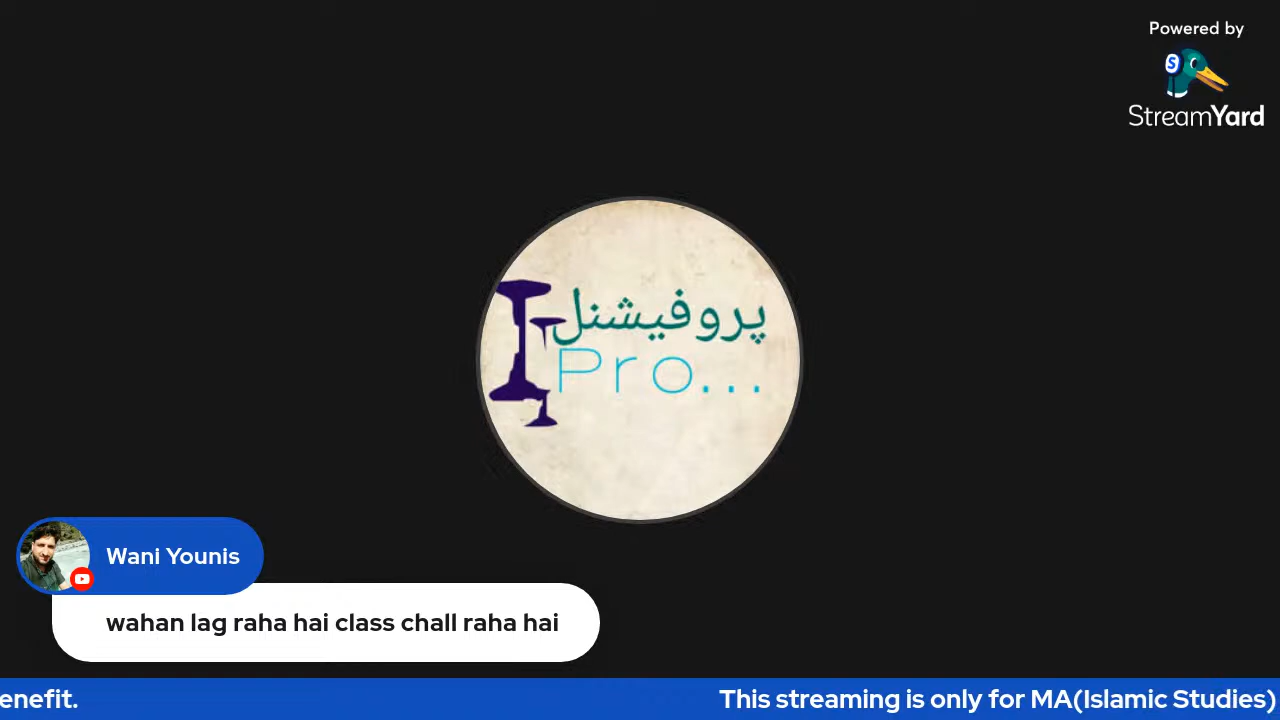 Powered by
StreamYard
پروفیشنل
Pro...
Wani Younis
wahan lag raha hai class chall raha hai
enefit. This streaming is only for MA(Islamic Studies)